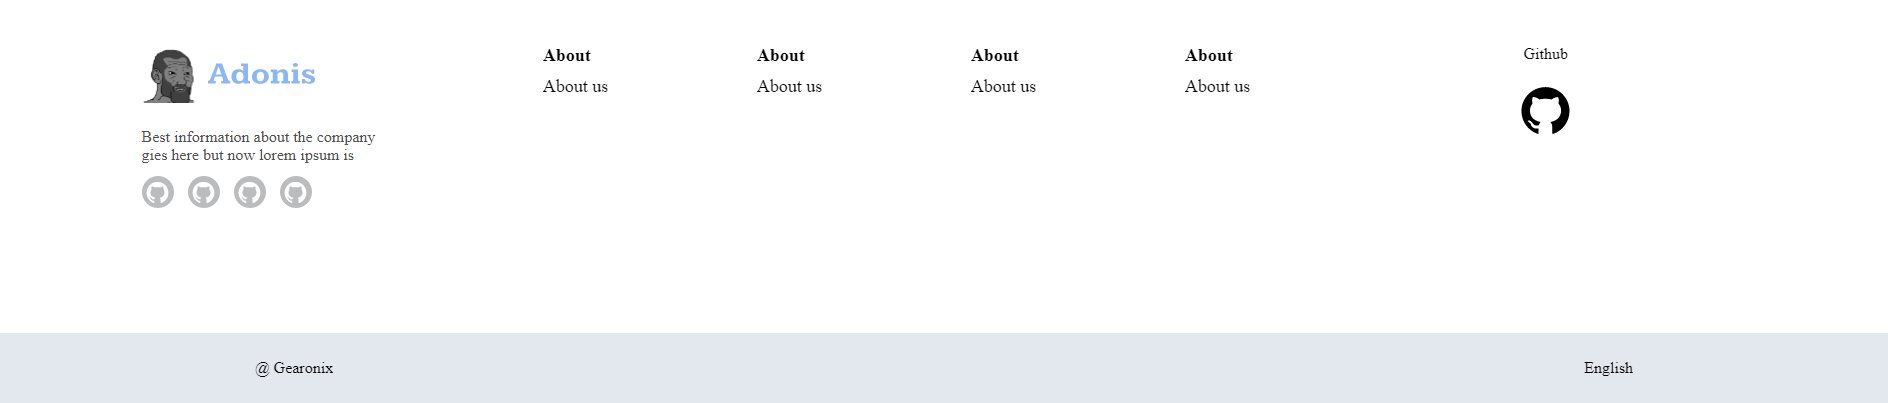 Adonis
Best information about the company
gies here but now lorem ipsum is
About
About us
About
About us
About
About us
About
About us
Github
@ Gearonix
English